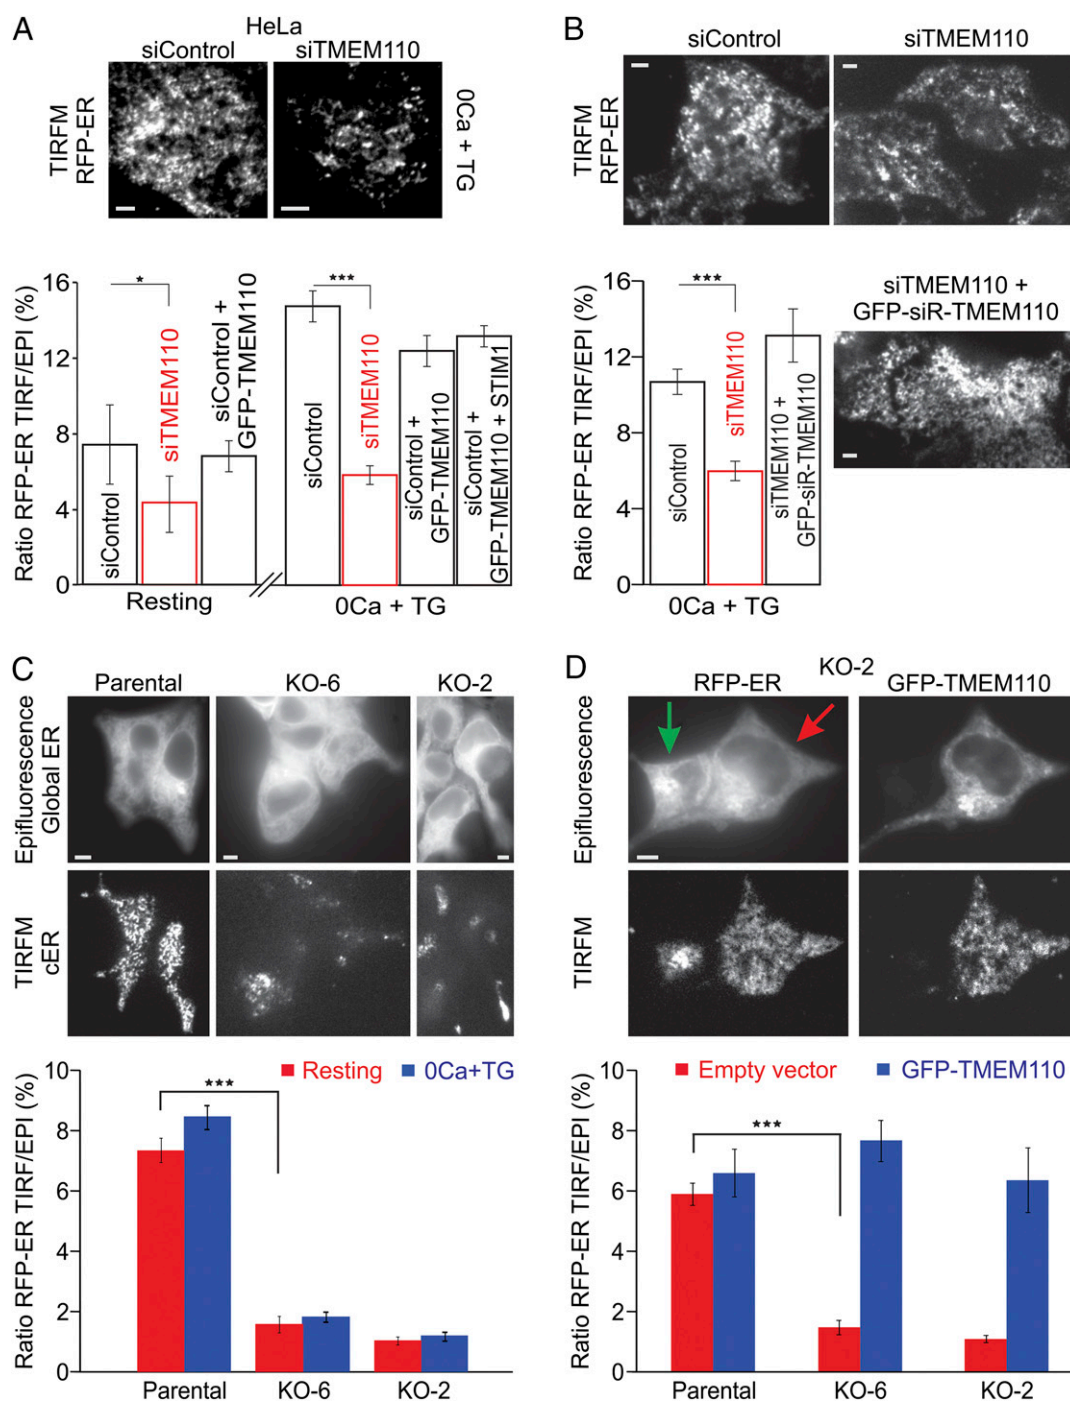 A
HeLa
siControl
siTMEM110
TIRFM
RFP-ER
0Ca + TG
Ratio RFP-ER TIRF/EPI (%)
16
12
8
4
0
*
***
siControl
siTMEM110
siControl +
GFP-TMEM110
siControl
siTMEM110
siControl +
GFP-TMEM110
siControl +
GFP-TMEM110 + STIM1
Resting
0Ca + TG
B
siControl
siTMEM110
TIRFM
RFP-ER
Ratio RFP-ER TIRF/EPI (%)
16
12
8
4
0
***
siControl
siTMEM110
siTMEM110 +
GFP-siR-TMEM110
0Ca + TG
siTMEM110 +
GFP-siR-TMEM110
C
Parental
KO-6
KO-2
Epifluorescence
Global ER
TIRFM
cER
Ratio RFP-ER TIRF/EPI (%)
10
8
6
4
2
0
Resting
0Ca+TG
***
Parental
KO-6
KO-2
D
KO-2
RFP-ER
GFP-TMEM110
Epifluorescence
TIRFM
Ratio RFP-ER TIRF/EPI (%)
10
8
6
4
2
0
Empty vector
GFP-TMEM110
***
Parental
KO-6
KO-2